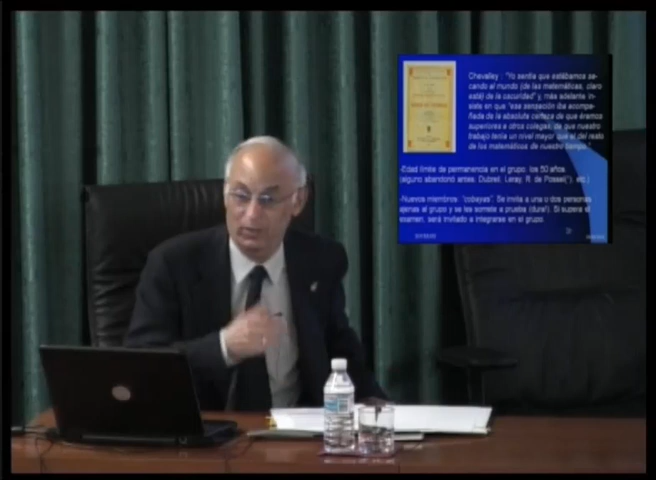 Chevalley : "Yo sentía que estábamos sa-
cando al mundo (de las matemáticas, claro
está) de la oscuridad" y, más adelante in-
siste en que "esa sensación iba acompa-
ñada de la absoluta certeza de que éramos
superiores a otros colegas, de que nuestro
trabajo tenía un nivel mayor que el del resto
de los matemáticos de nuestro tiempo."
-Edad límite de permanencia en el grupo: los 50 años.
(alguno abandonó antes: Dubreil, Leray, R. de Possel(*), etc.)
-Nuevos miembros: "cobayas". Se invita a una o dos personas
ajenas al grupo y se les somete a prueba (dura!). Si supera el
examen, será invitado a integrarse en el grupo.